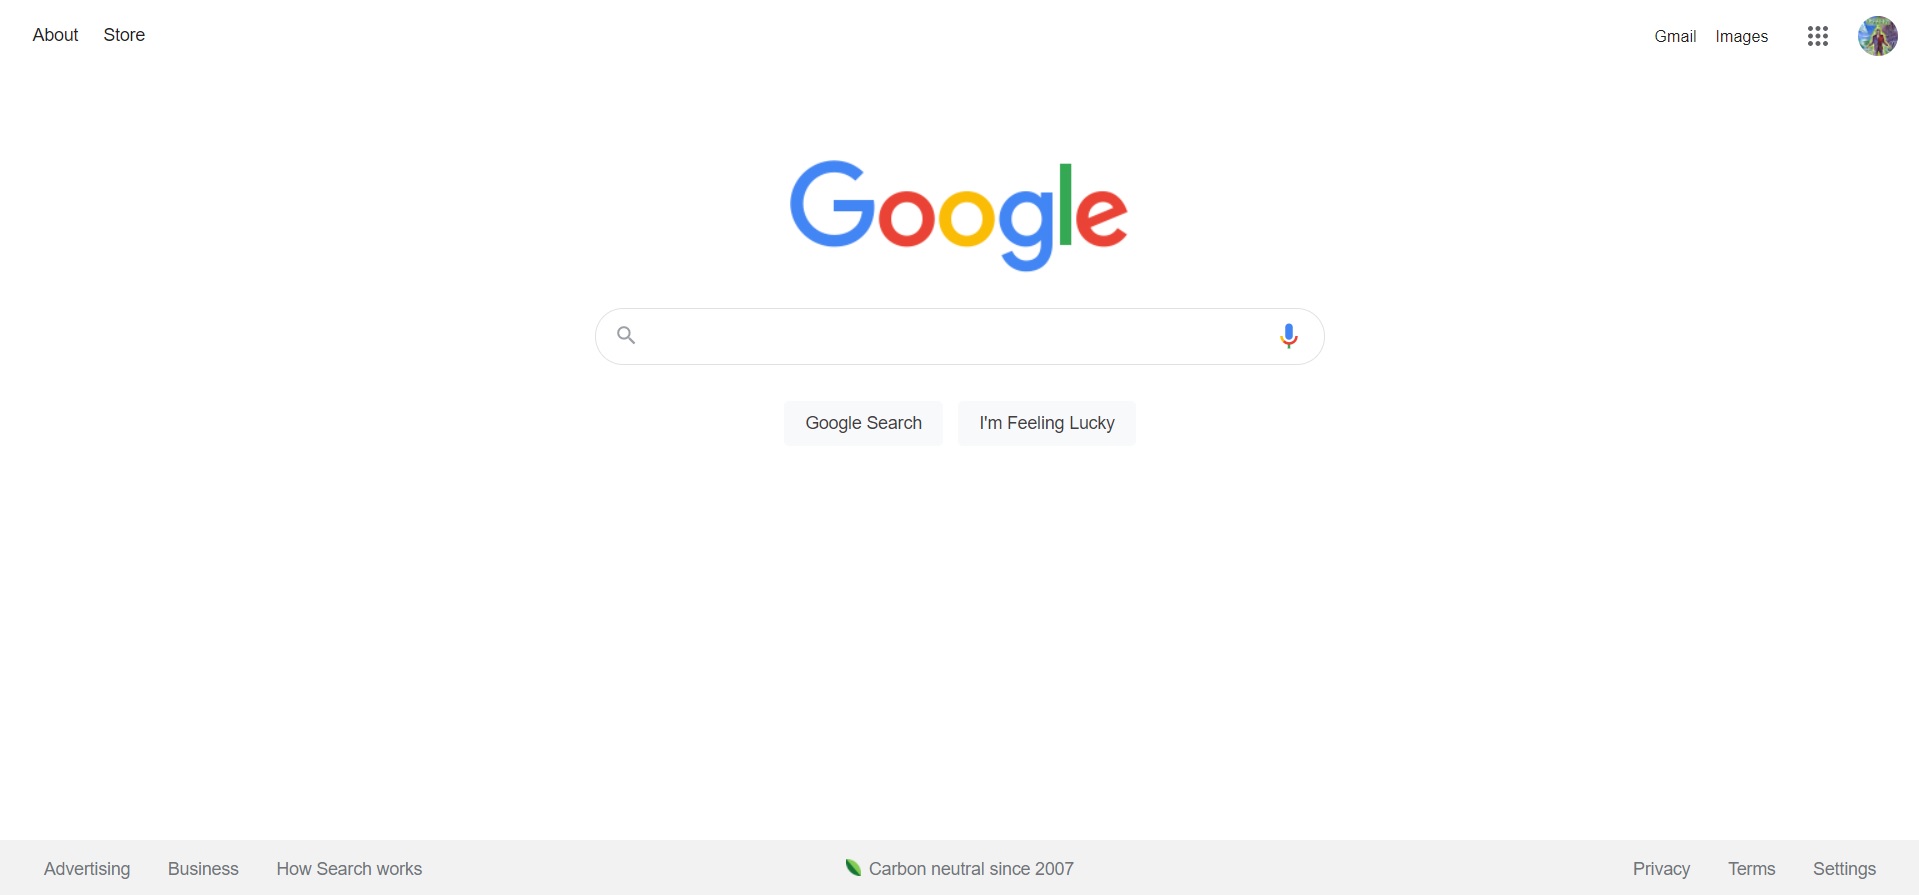 About Store
Gmail Images
Google
Google Search I'm Feeling Lucky
Advertising Business How Search works
Carbon neutral since 2007
Privacy Terms Settings